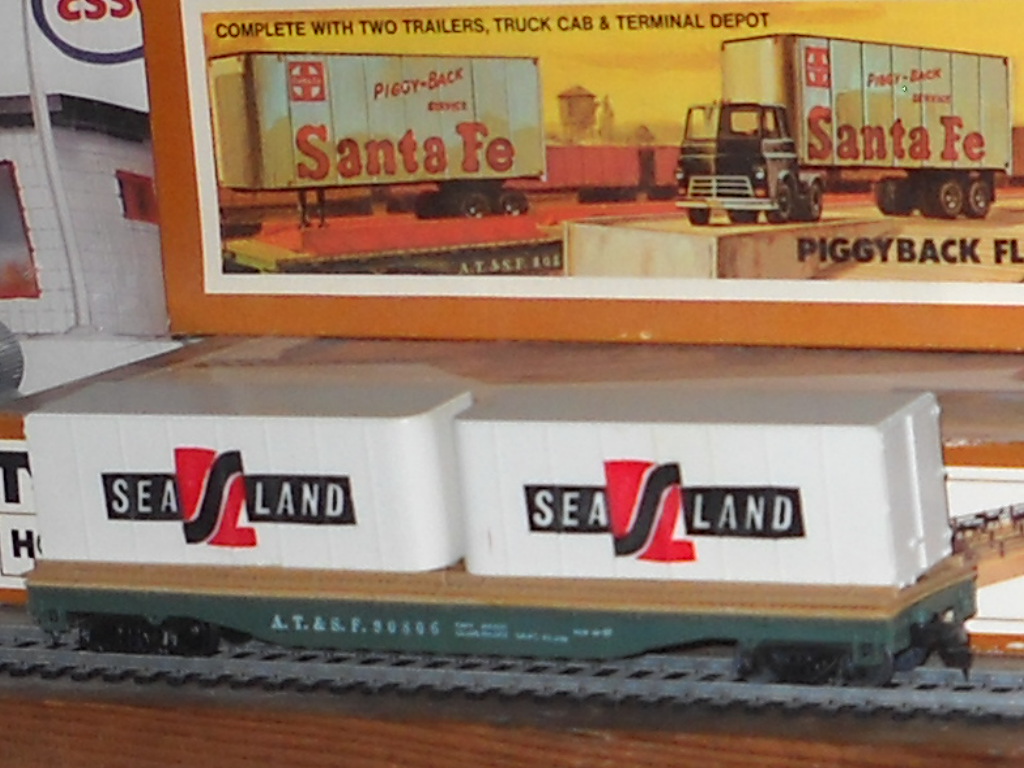 COMPLETE WITH TWO TRAILERS, TRUCK CAB & TERMINAL DEPOT
PIGGY-BACK
SERVICE
Santa Fe
PIGGY-BACK
SERVICE
Santa Fe
A.T.&S.F.
PIGGYBACK FL
SEA LAND
SEA LAND
A.T.&S.F. 90806